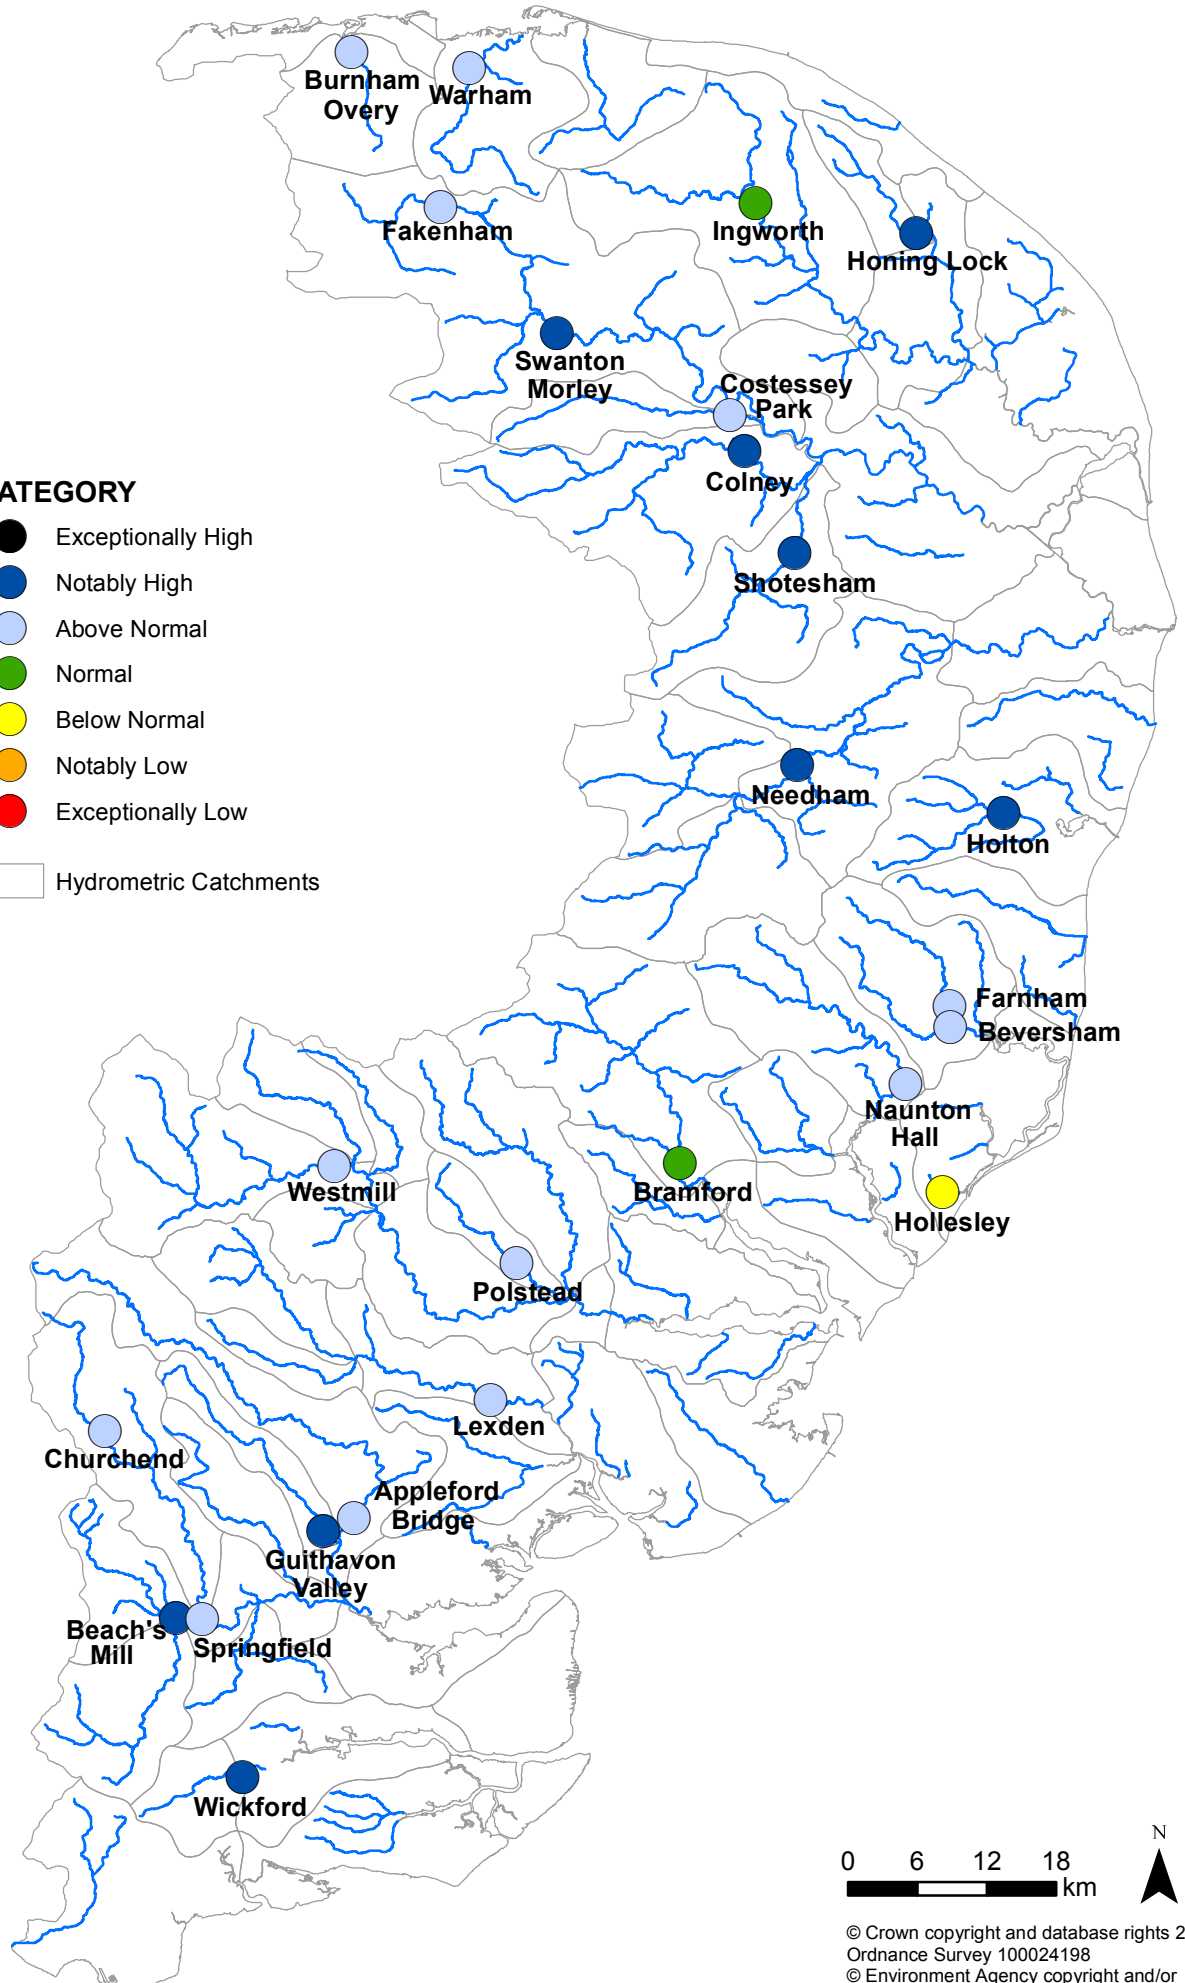 Burnham
Overy
Warham
Fakenham
Ingworth
Honing Lock
Swanton
Morley
Costessey
Park
Colney
ATEGORY
Exceptionally High
Notably High
Above Normal
Normal
Below Normal
Notably Low
Exceptionally Low
Hydrometric Catchments
Shotesham
Needham
Holton
Farnham
Beversham
Naunton
Hall
Westmill
Bramford
Hollesley
Polstead
Lexden
Churchend
Appleford
Bridge
Guithavon
Valley
Beach's
Mill
Springfield
Wickford
N
0 6 12 18
km
© Crown copyright and database rights 2
Ordnance Survey 100024198
© Environment Agency copyright and/or